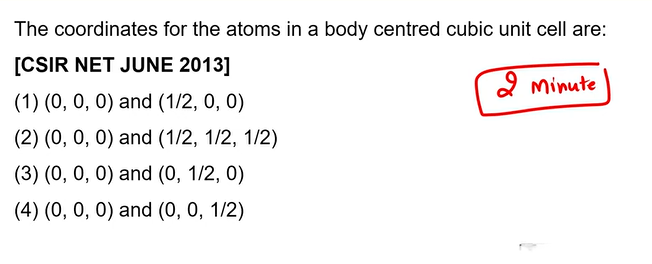 The coordinates for the atoms in a body centred cubic unit cell are:
[CSIR NET JUNE 2013]
2 Minute
(1) (0, 0, 0) and (1/2, 0, 0)
(2) (0, 0, 0) and (1/2, 1/2, 1/2)
(3) (0, 0, 0) and (0, 1/2, 0)
(4) (0, 0, 0) and (0, 0, 1/2)